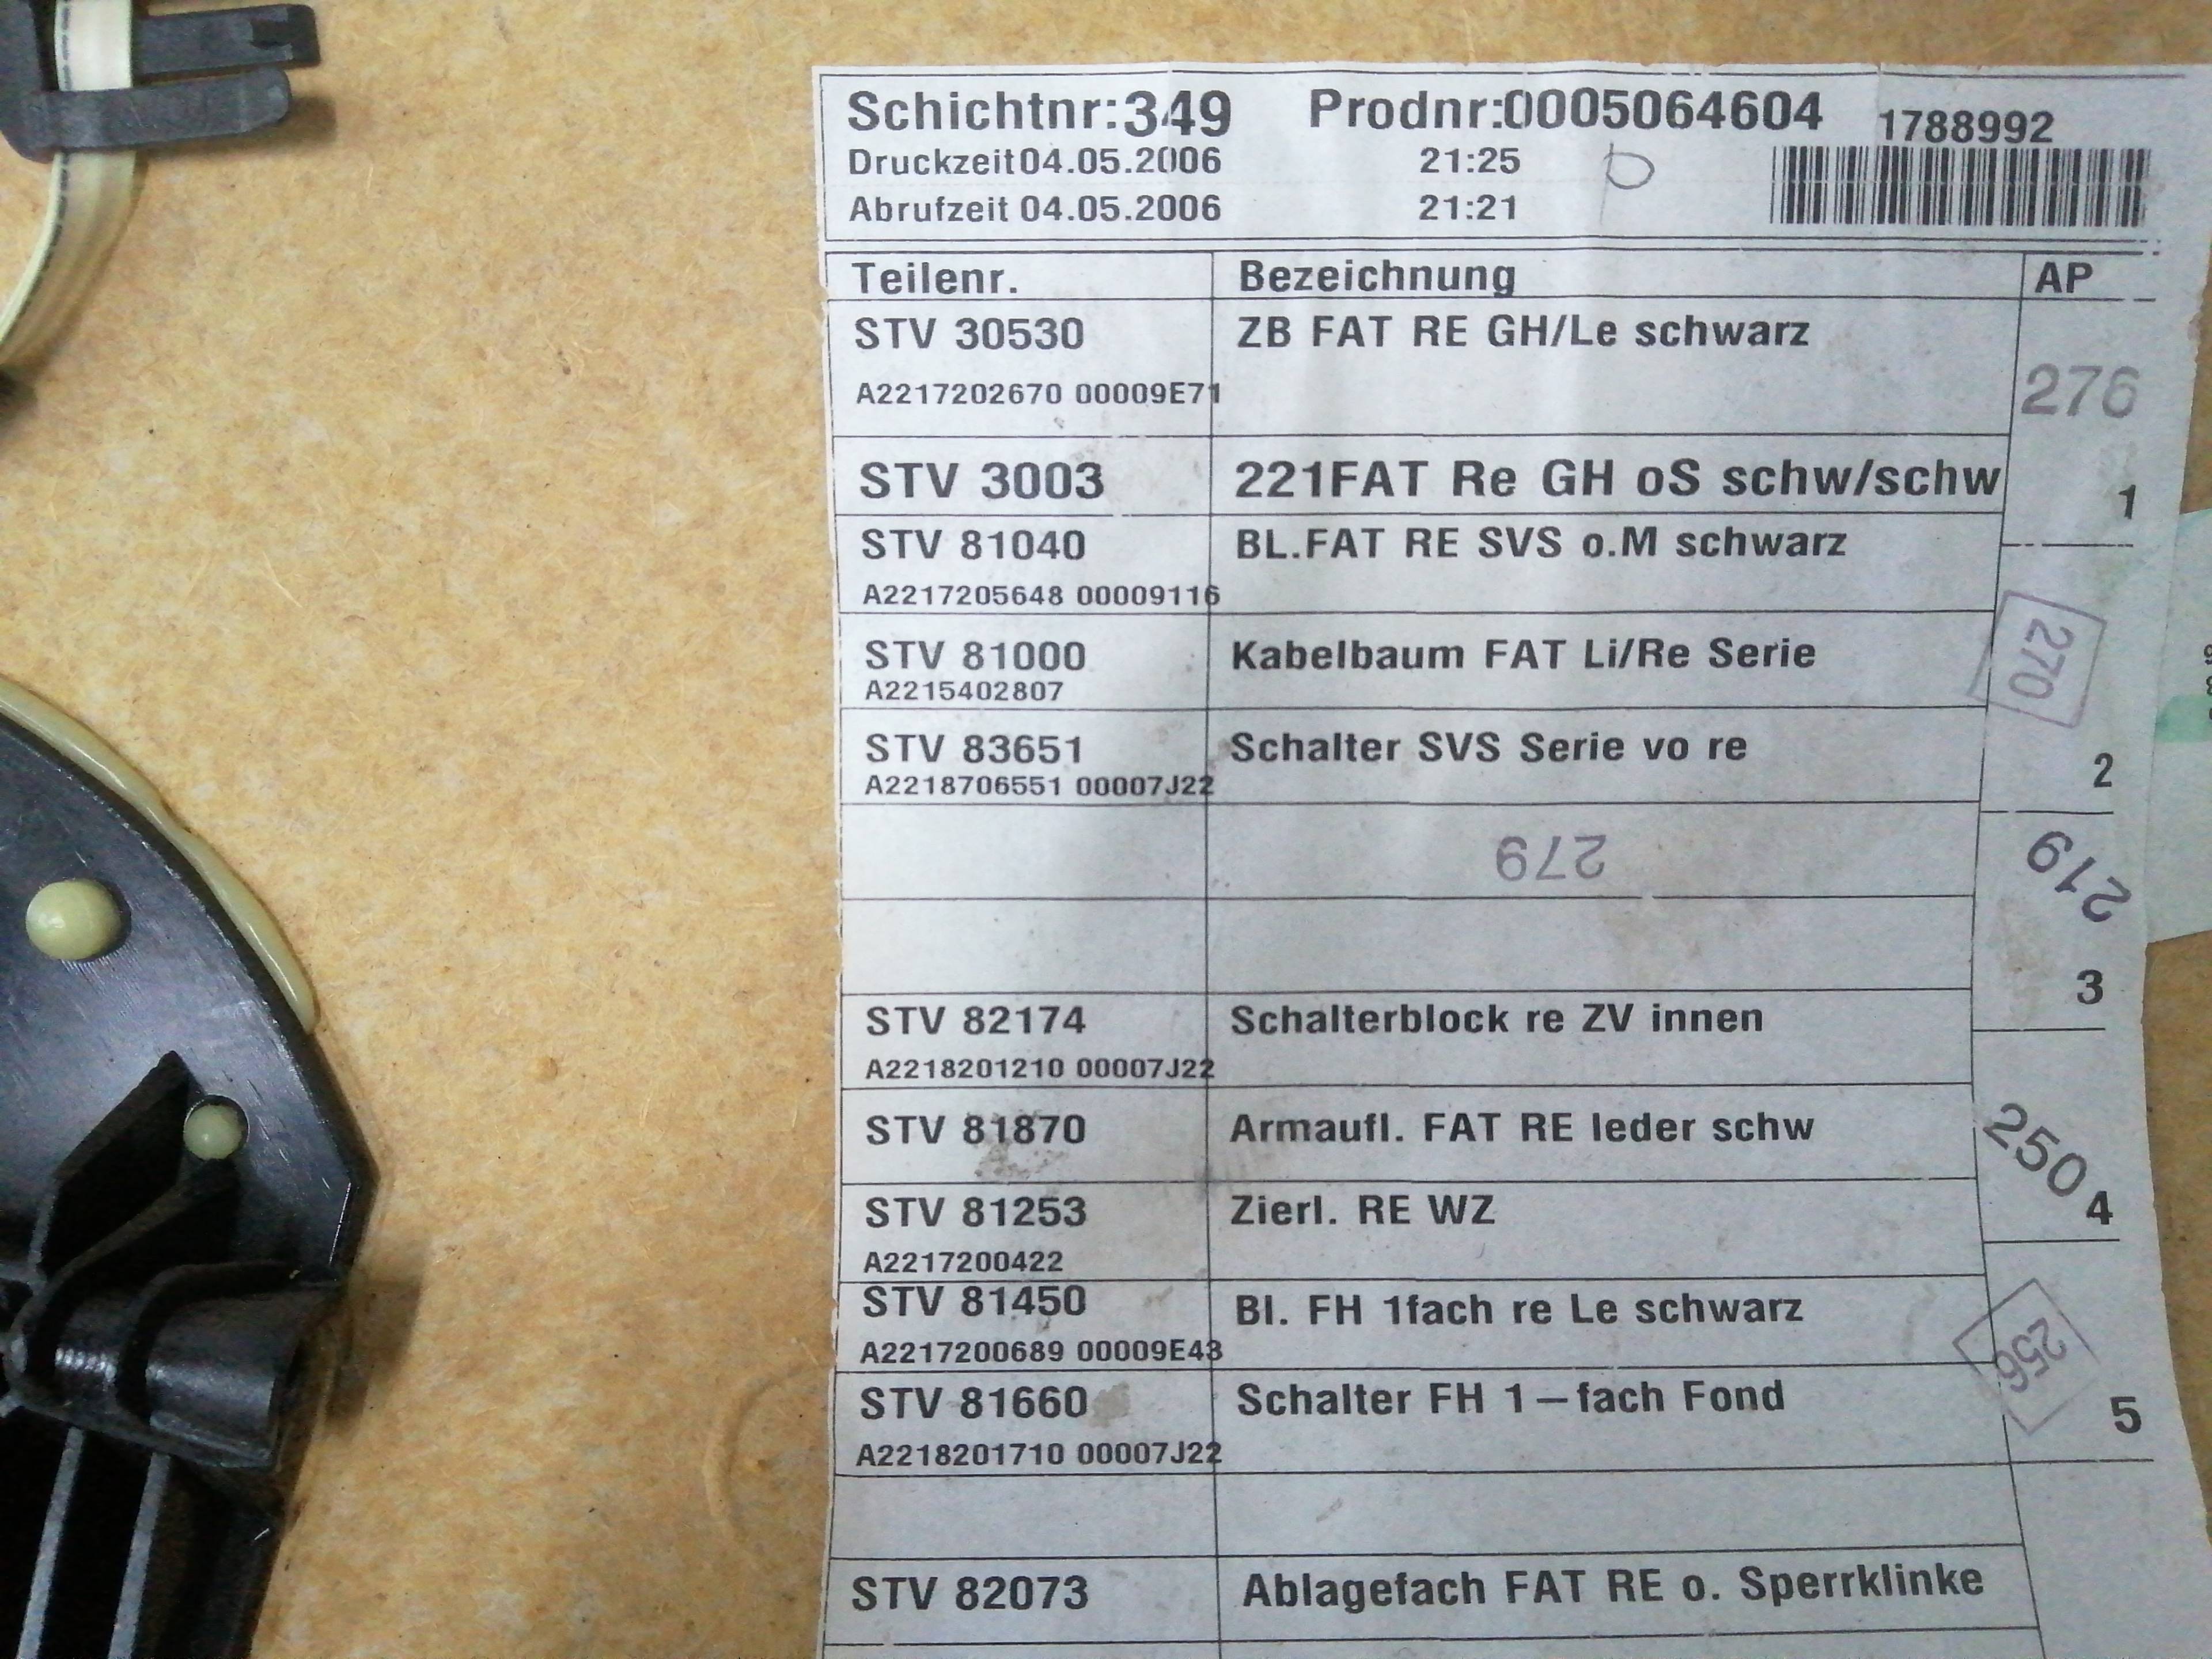 Schichtnr:349 Prodnr:0005064604 1788992
Druckzeit04.05.2006 21:25
Abrufzeit 04.05.2006 21:21
Teilenr. Bezeichnung AP
STV 30530 ZB FAT RE GH/Le schwarz
A2217202670 00009E71
276
STV 3003 221FAT Re GH oS schw/schw
1
STV 81040 BL.FAT RE SVS o.M schwarz
A2217205648 00009116
STV 81000 Kabelbaum FAT Li/Re Serie
A2215402807
270
STV 83651 Schalter SVS Serie vo re
A2218706551 00007J22
2
279
219
3
STV 82174 Schalterblock re ZV innen
A2218201210 00007J22
STV 81870 Armaufl. FAT RE leder schw
250
STV 81253 Zierl. RE WZ
4
A2217200422
STV 81450 Bl. FH 1fach re Le schwarz
A2217200689 00009E43
256
STV 81660 Schalter FH 1–fach Fond
5
A2218201710 00007J22
STV 82073 Ablagefach FAT RE o. Sperrklinke